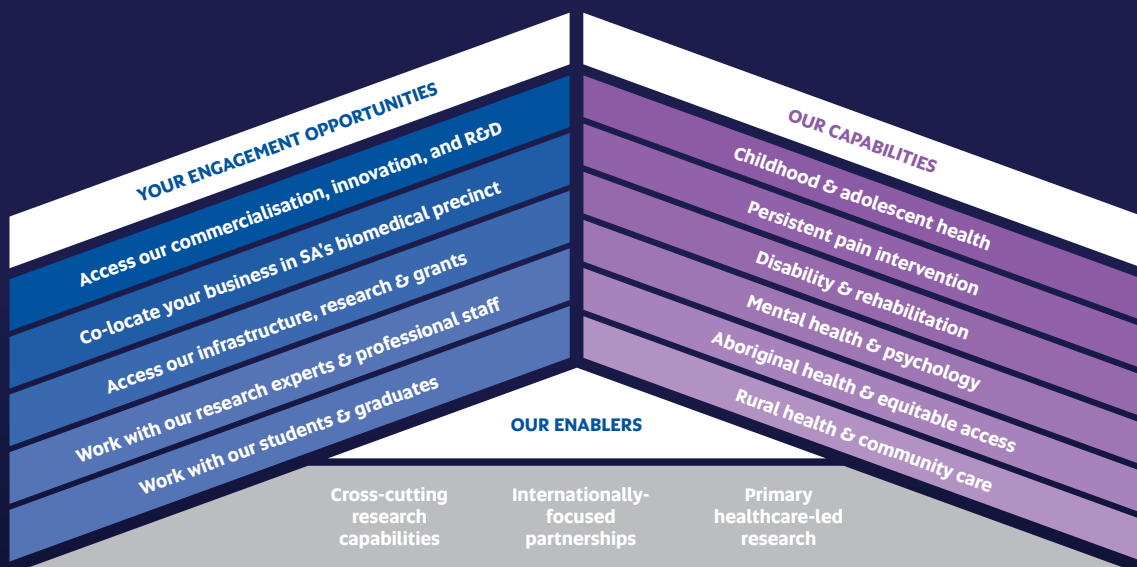 YOUR ENGAGEMENT OPPORTUNITIES
Access our commercialisation, innovation, and R&D
Co-locate your business in SA's biomedical precinct
Access our infrastructure, research & grants
Work with our research experts & professional staff
Work with our students & graduates
OUR CAPABILITIES
Childhood & adolescent health
Persistent pain intervention
Disability & rehabilitation
Mental health & psychology
Aboriginal health & equitable access
Rural health & community care
OUR ENABLERS
Cross-cutting
research
capabilities
Internationally-
focused
partnerships
Primary
healthcare-led
research